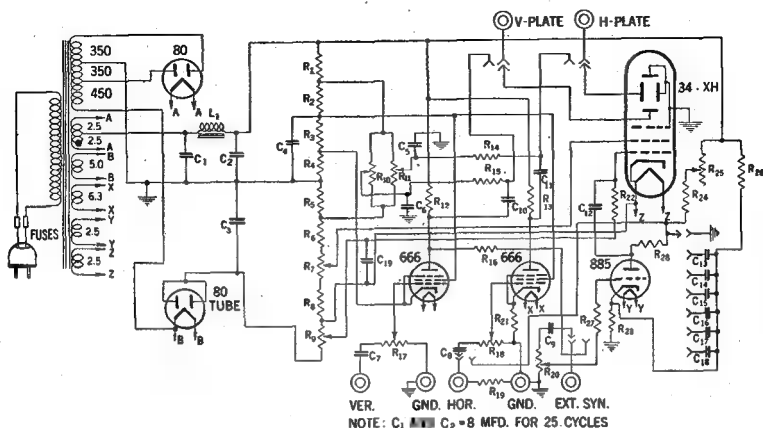 V-PLATE H-PLATE
80
34-XH
350
350
450
A A
A
2.5
2.5
A
B
5.0
B
X
6.3
X
Y
2.5
Y
Z
2.5
Z
FUSES
L1
C1
C2
C3
C4
80
TUBE
B B
R1
R2
R3
R4
R5
R6
R7
R8
R9
R10
R11
C5
C6
R12
R14
R15
C10
C11
R13
R16
C19
666
666
X X
C12
R22
Z Z
R24
R25
R26
R28
885
Y Y
R27
R23
C13
C14
C15
C16
C17
C18
C7
R17
C8
R18
R21
R19
C9
R20
VER. GND. HOR. GND. EXT. SYN.
NOTE: C1 C2=8 MFD. FOR 25 CYCLES